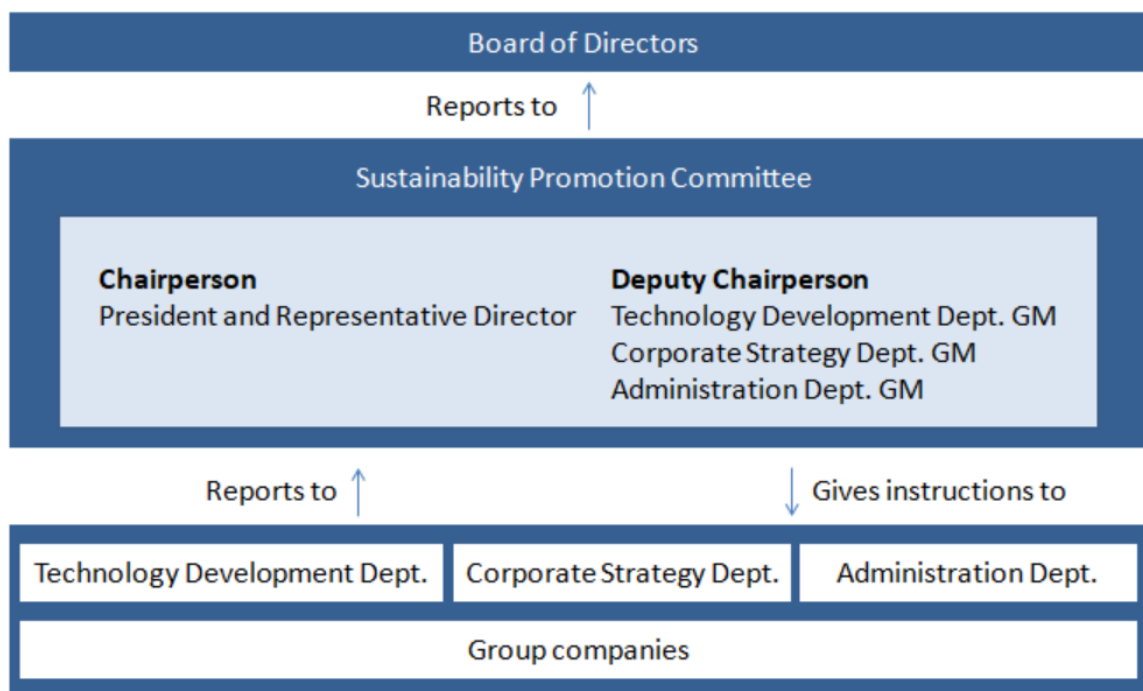 Board of Directors
Reports to
Sustainability Promotion Committee
Chairperson
President and Representative Director
Deputy Chairperson
Technology Development Dept. GM
Corporate Strategy Dept. GM
Administration Dept. GM
Reports to
Gives instructions to
Technology Development Dept.
Corporate Strategy Dept.
Administration Dept.
Group companies